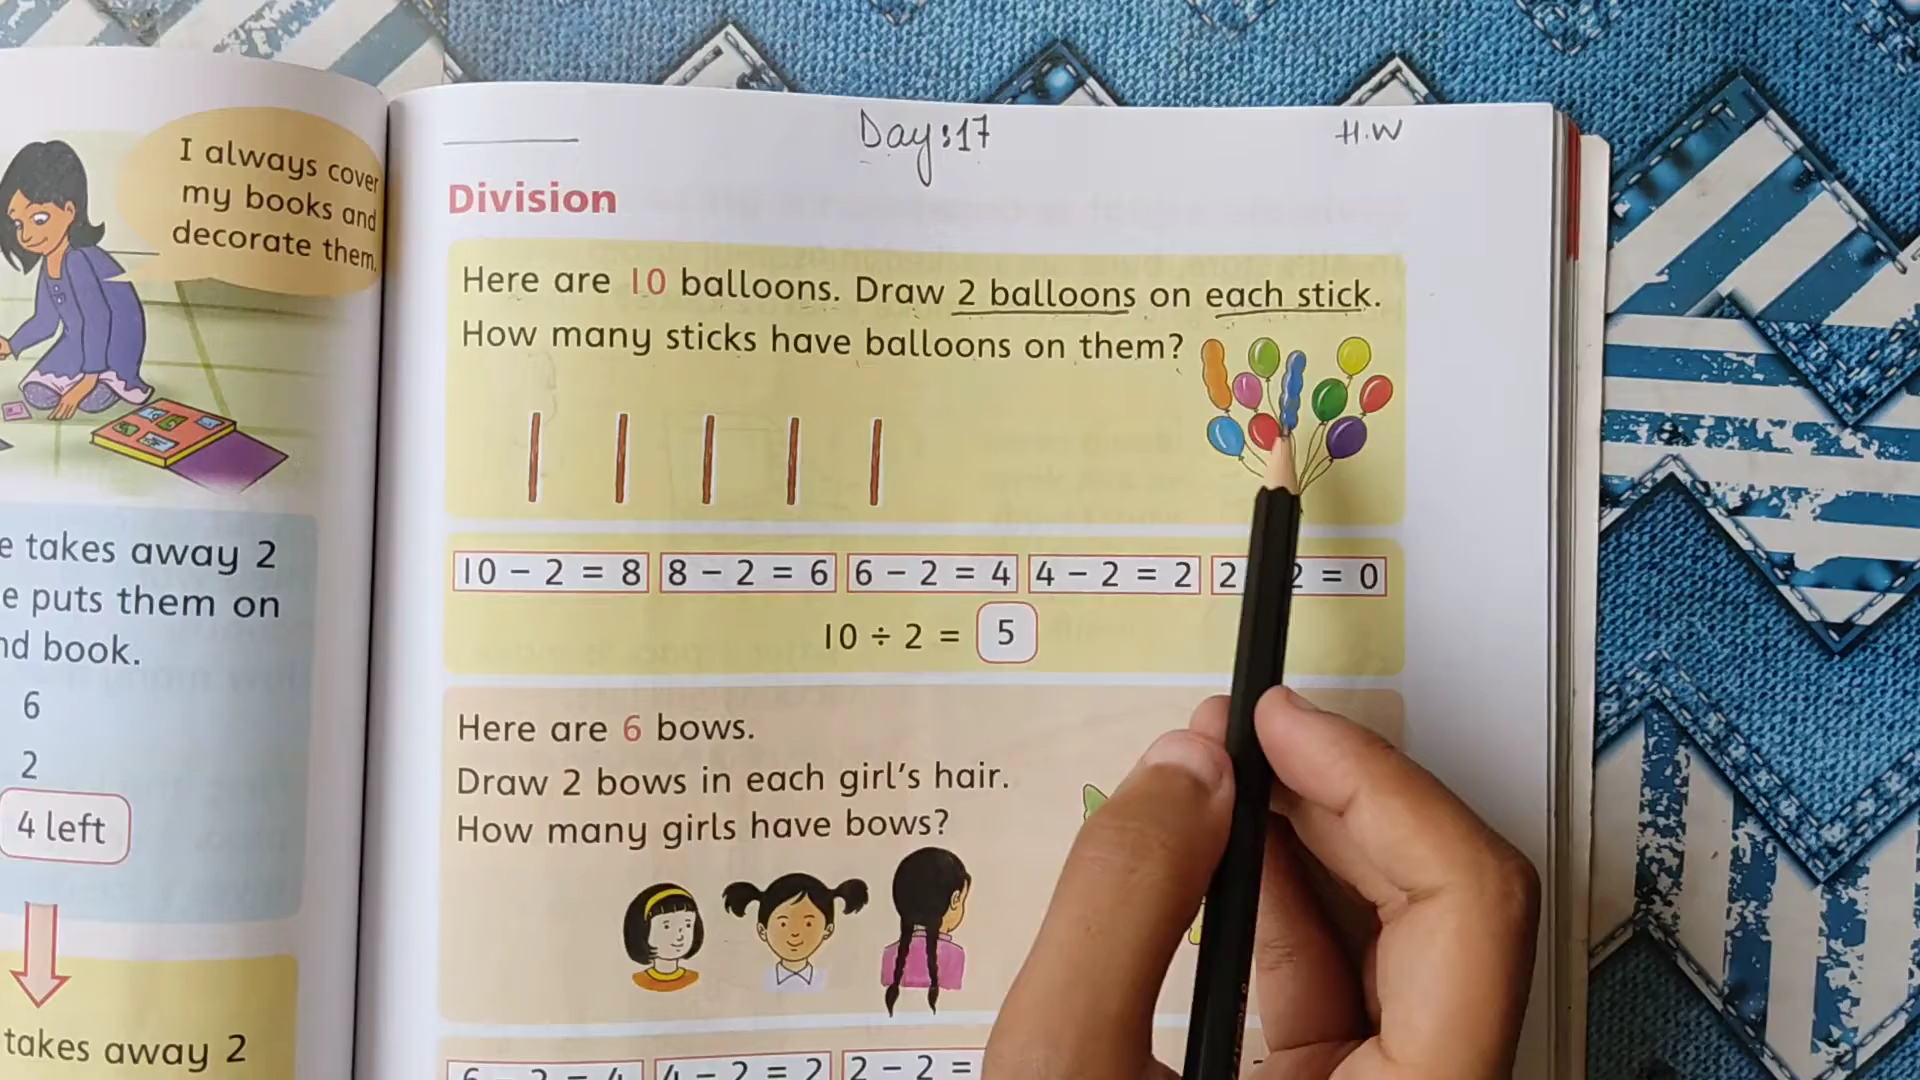 I always cover
my books and
decorate them.
e takes away 2
e puts them on
nd book.
6
2
4 left
takes away 2
Day:17
H.W
Division
Here are 10 balloons. Draw 2 balloons on each stick.
How many sticks have balloons on them?
10 − 2 = 8
8 − 2 = 6
6 − 2 = 4
4 − 2 = 2
2 2 = 0
10 ÷ 2 = 5
Here are 6 bows.
Draw 2 bows in each girl's hair.
How many girls have bows?
6 − 2 = 4
4 − 2 = 2
2 − 2 =